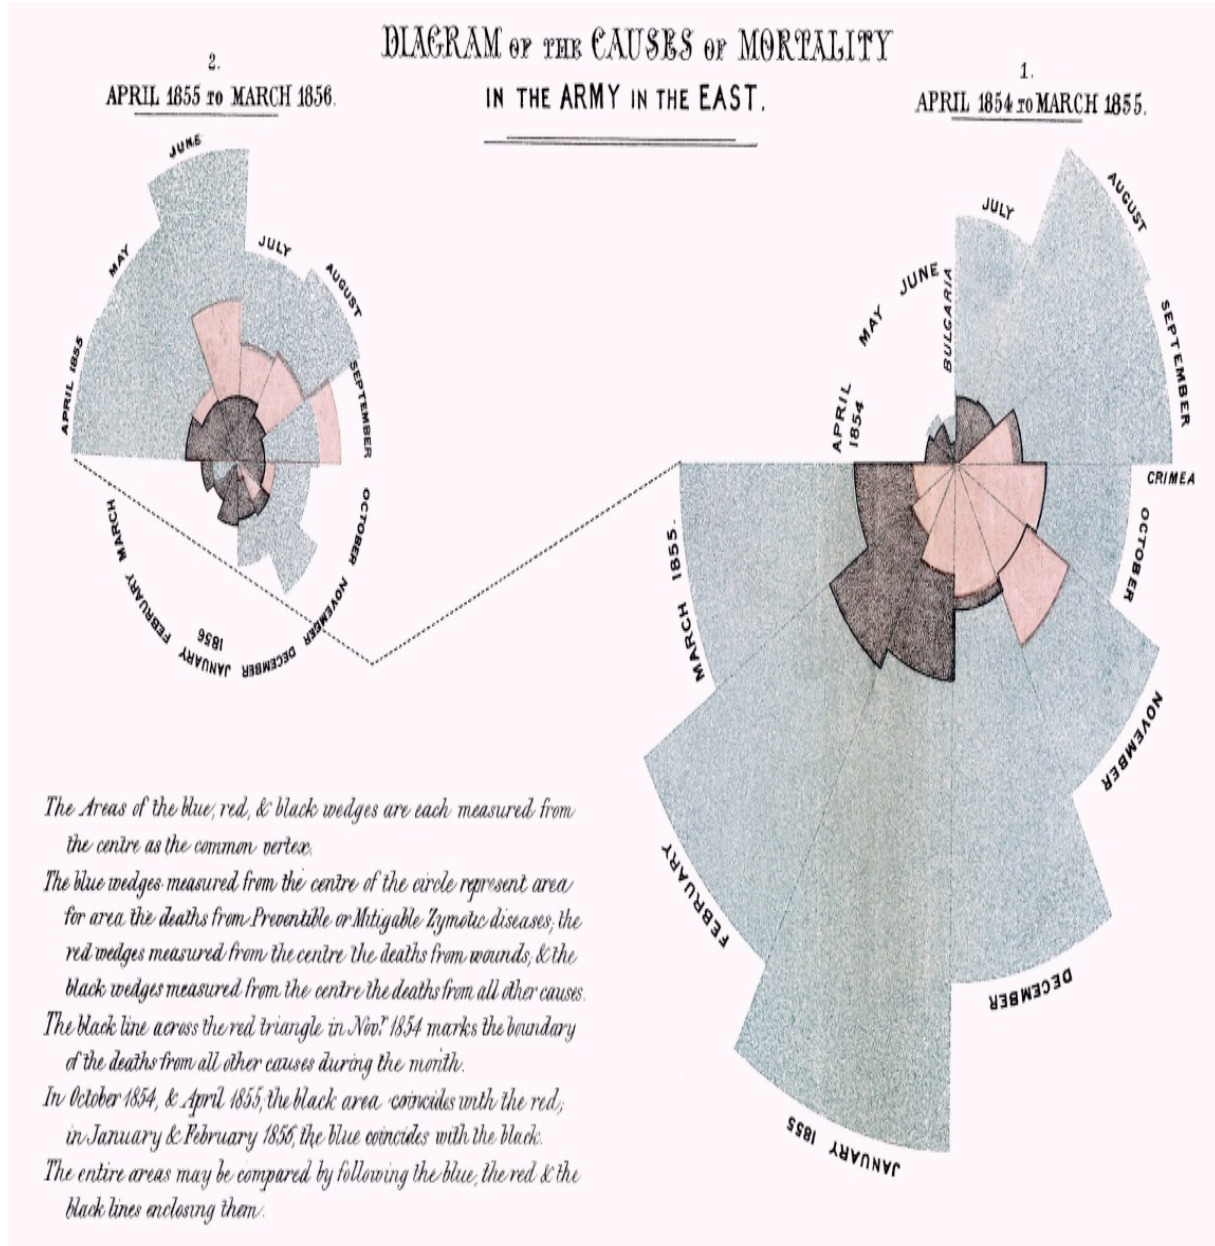 DIAGRAM OF THE CAUSES OF MORTALITY
IN THE ARMY IN THE EAST.
2.
APRIL 1855 TO MARCH 1856.
1.
APRIL 1854 TO MARCH 1855.
JUNE
JULY
MAY
AUGUST
APRIL 1855
SEPTEMBER
OCTOBER
NOVEMBER
DECEMBER
JANUARY
1856
FEBRUARY
MARCH
APRIL
1854
MAY
JUNE
BULGARIA
JULY
AUGUST
SEPTEMBER
CRIMEA
OCTOBER
NOVEMBER
DECEMBER
JANUARY 1855
FEBRUARY
MARCH 1855.
The Areas of the blue, red, & black wedges are each measured from
the centre as the common vertex.
The blue wedges measured from the centre of the circle represent area
for area the deaths from Preventible or Mitigable Zymotic diseases; the
red wedges measured from the centre the deaths from wounds; & the
black wedges measured from the centre the deaths from all other causes.
The black line across the red triangle in Novr. 1854 marks the boundary
of the deaths from all other causes during the month.
In October 1854, & April 1855; the black area coincides with the red;
in January & February 1856, the blue coincides with the black.
The entire areas may be compared by following the blue, the red & the
black lines enclosing them.